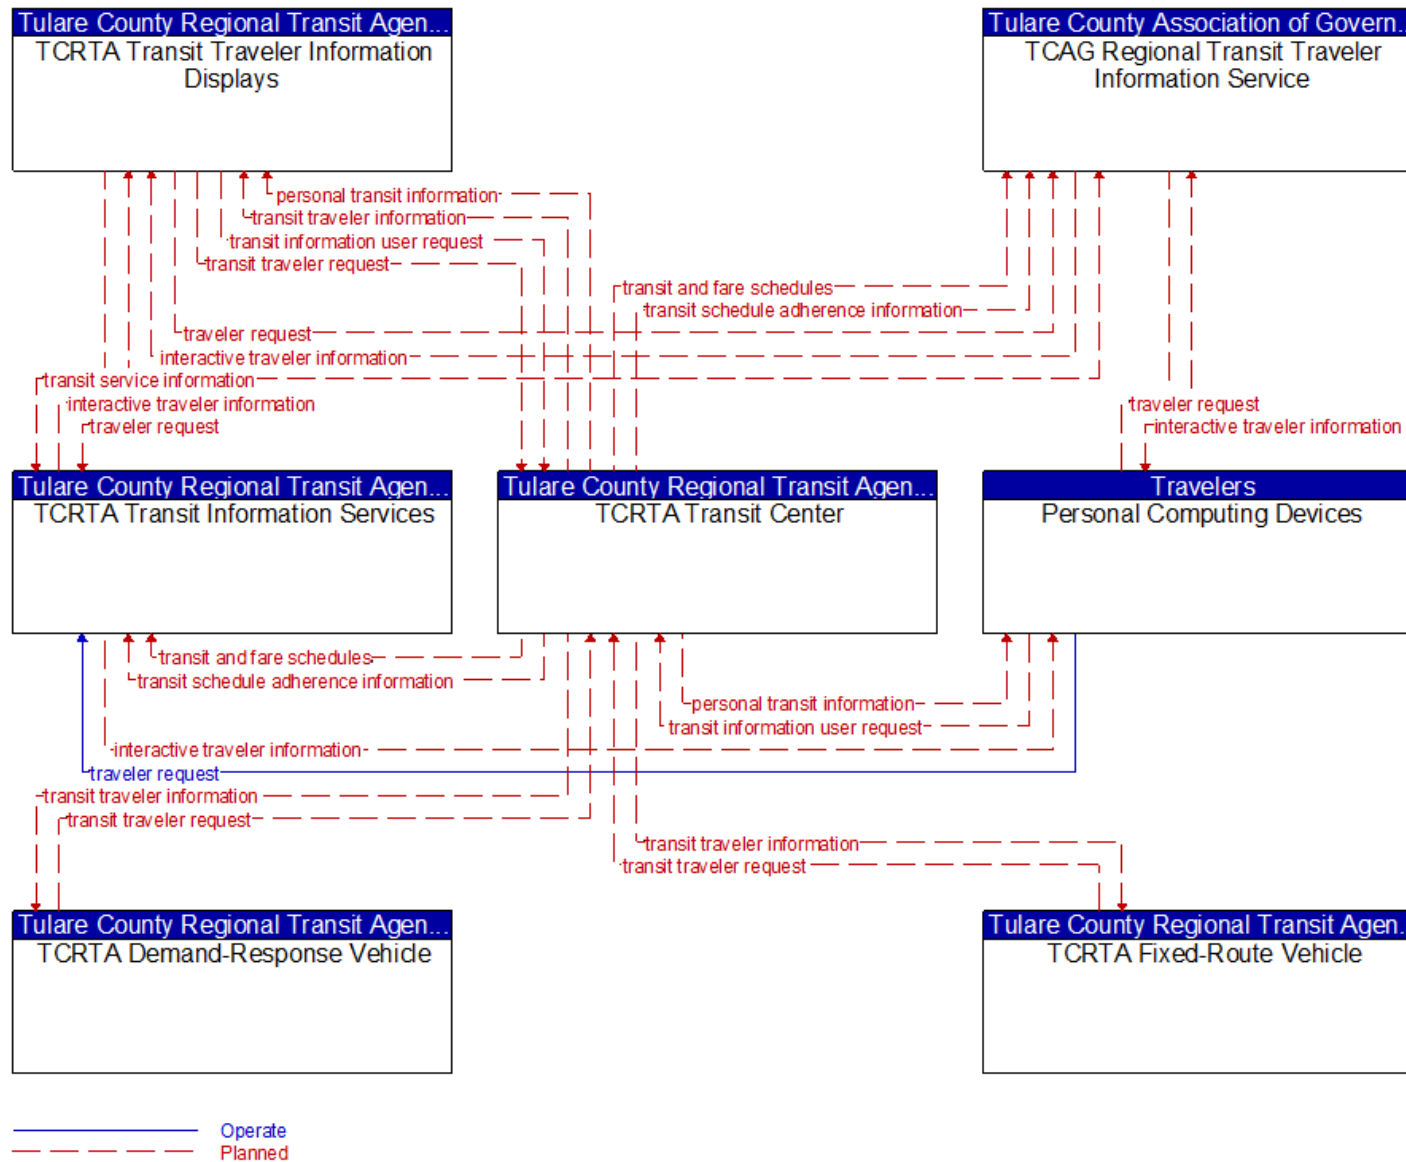 Tulare County Regional Transit Agen...
TCRTA Transit Traveler Information
Displays
Tulare County Association of Govern...
TCAG Regional Transit Traveler
Information Service
personal transit information
transit traveler information
transit information user request
transit traveler request
transit and fare schedules
transit schedule adherence information
traveler request
interactive traveler information
transit service information
interactive traveler information
traveler request
traveler request
interactive traveler information
Tulare County Regional Transit Agen...
TCRTA Transit Information Services
Tulare County Regional Transit Agen...
TCRTA Transit Center
Travelers
Personal Computing Devices
transit and fare schedules
transit schedule adherence information
personal transit information
transit information user request
interactive traveler information
traveler request
transit traveler information
transit traveler request
transit traveler information
transit traveler request
Tulare County Regional Transit Agen...
TCRTA Demand-Response Vehicle
Tulare County Regional Transit Agen...
TCRTA Fixed-Route Vehicle
Operate
Planned